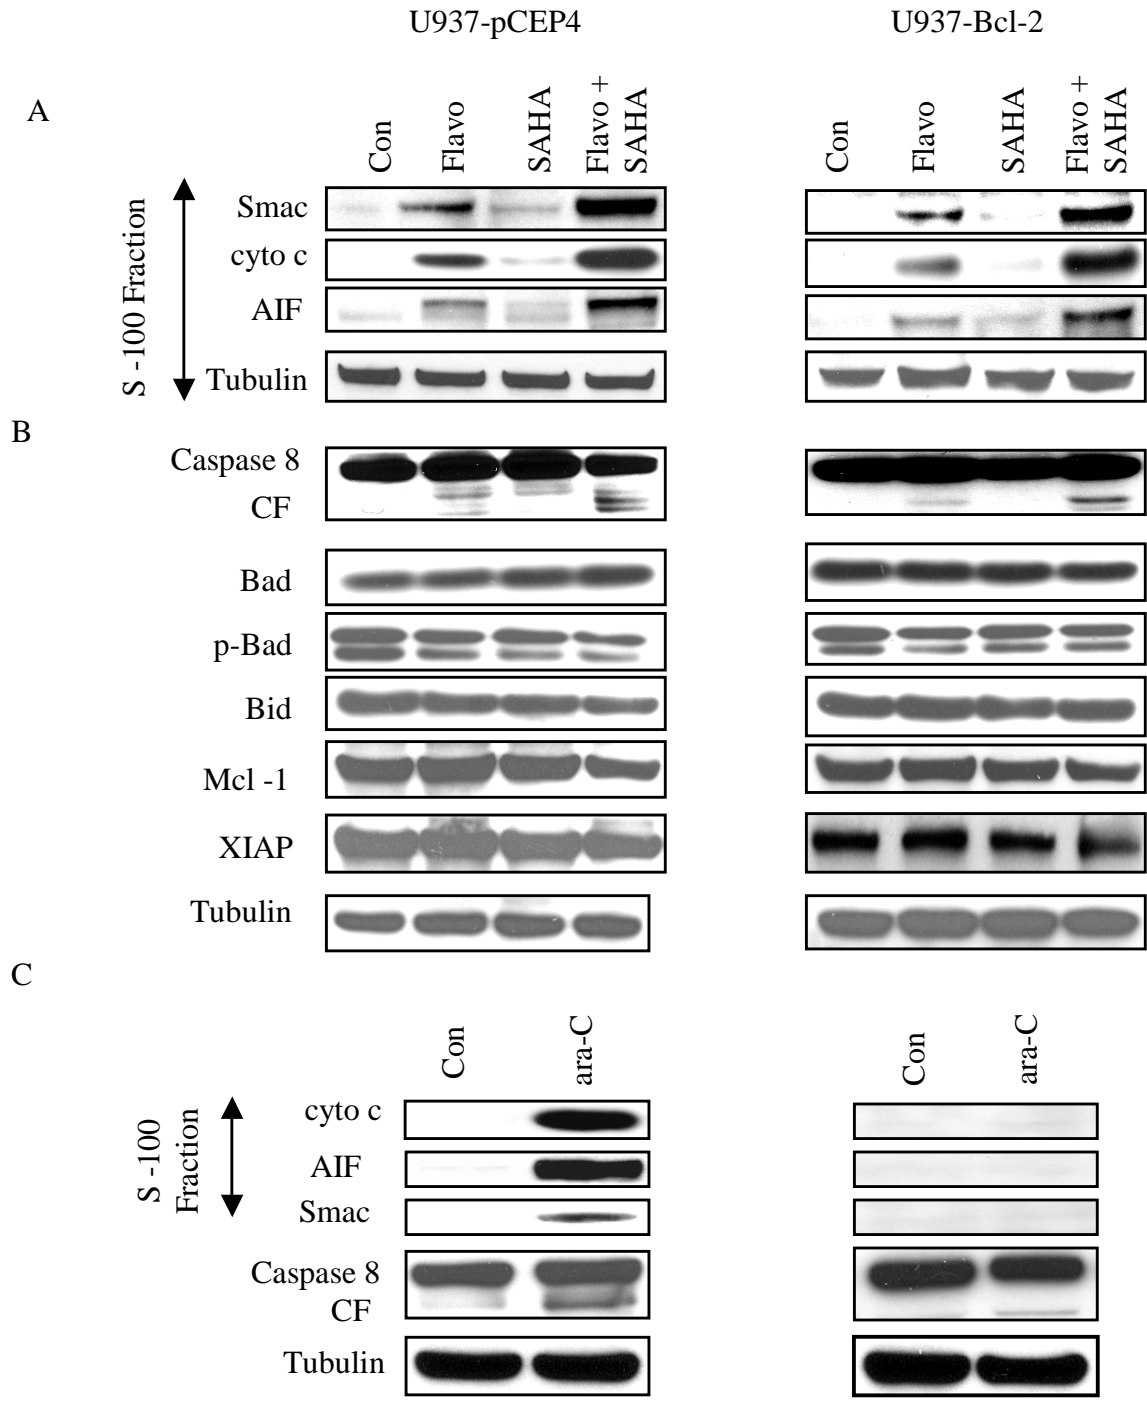 U937-pCEP4 U937-Bcl-2
A
Con Flavo SAHA Flavo + SAHA Con Flavo SAHA Flavo + SAHA
S -100 Fraction
Smac
cyto c
AIF
Tubulin
B
Caspase 8
CF
Bad
p-Bad
Bid
Mcl -1
XIAP
Tubulin
C
Con ara-C Con ara-C
S -100
Fraction
cyto c
AIF
Smac
Caspase 8
CF
Tubulin